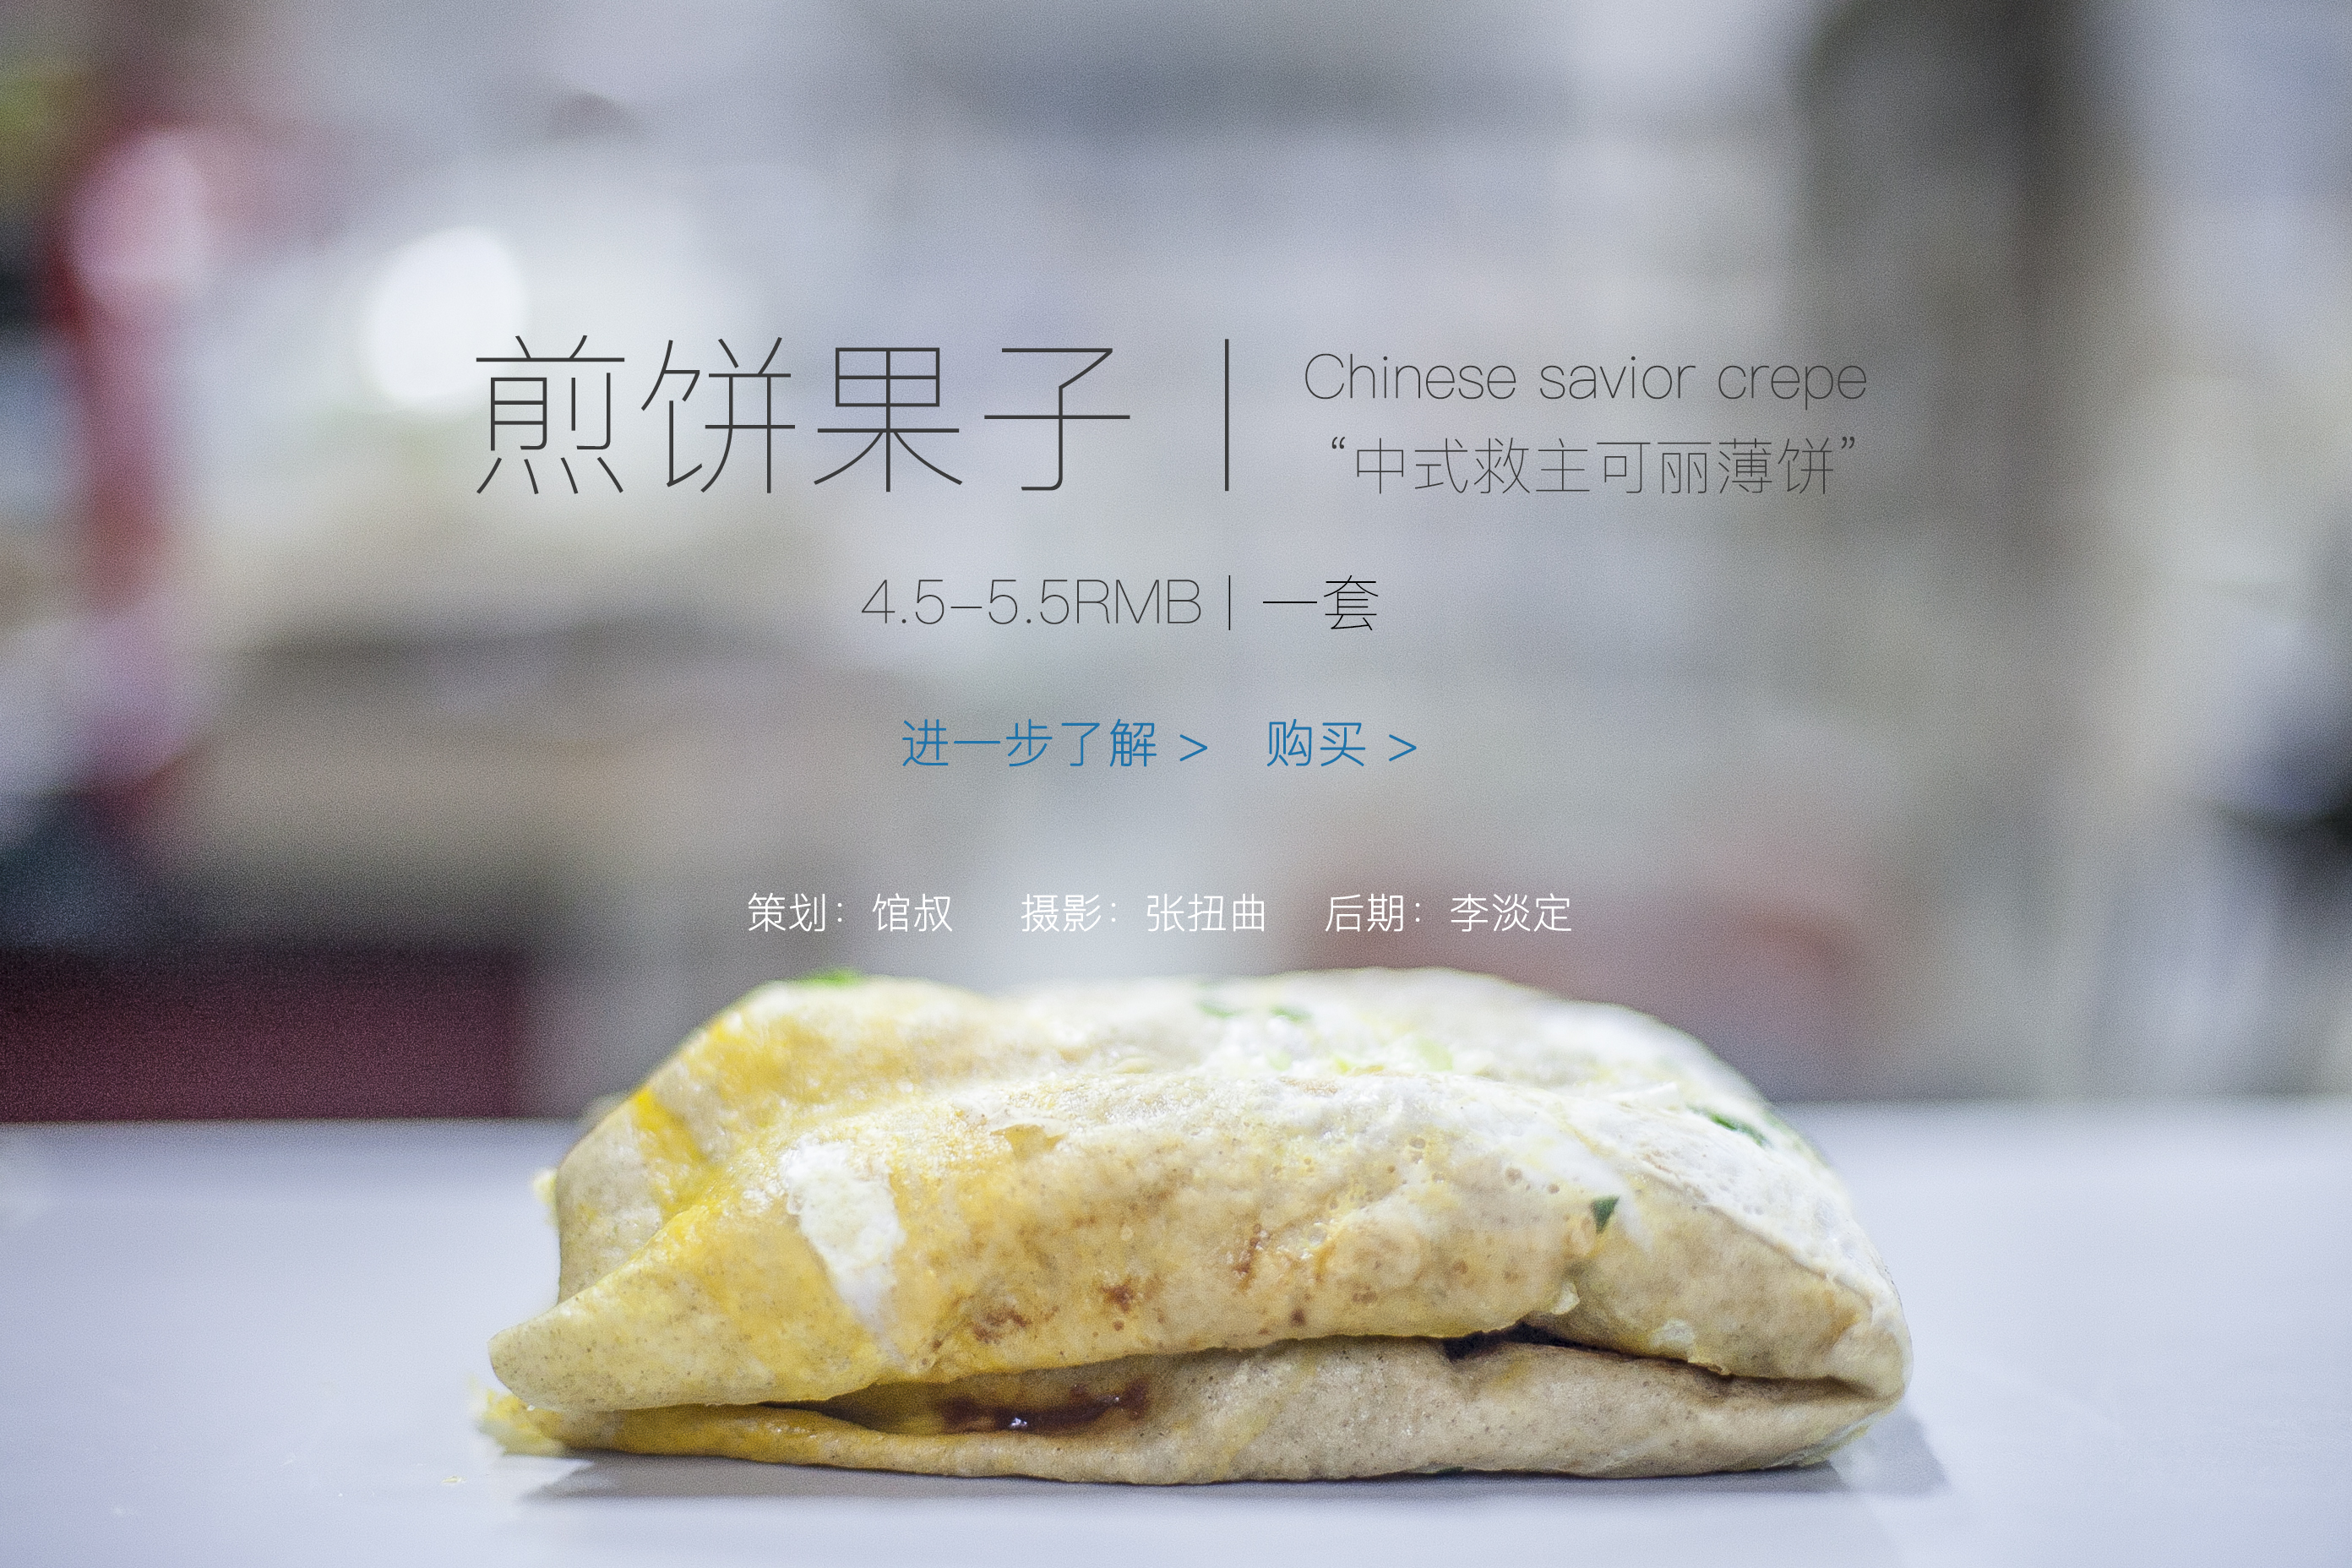 煎饼果子 | Chinese savior crepe
“中式救主可丽薄饼”
4.5-5.5RMB | 一套
进一步了解 > 购买 >
策划：馆叔 摄影：张扭曲 后期：李淡定